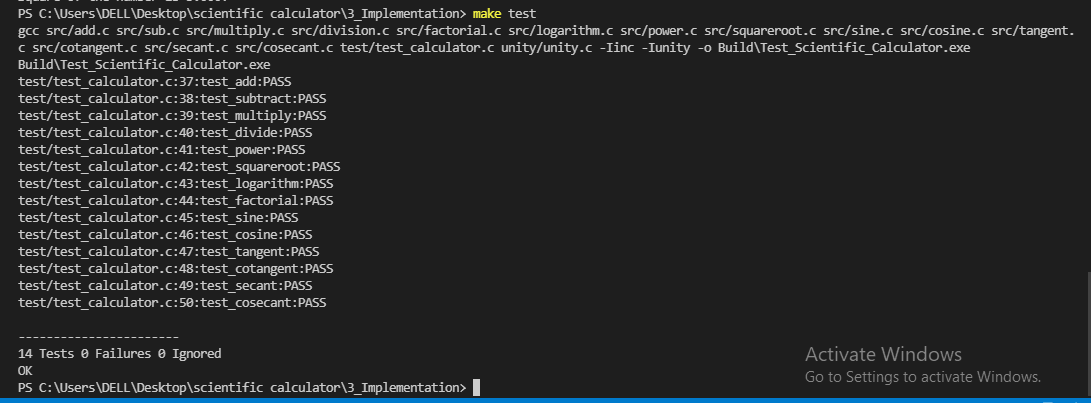 PS C:\Users\DELL\Desktop\scientific calculator\3_Implementation> make test
gcc src/add.c src/sub.c src/multiply.c src/division.c src/factorial.c src/logarithm.c src/power.c src/squareroot.c src/sine.c src/cosine.c src/tangent.
c src/cotangent.c src/secant.c src/cosecant.c test/test_calculator.c unity/unity.c -Iinc -Iunity -o Build\Test_Scientific_Calculator.exe
Build\Test_Scientific_Calculator.exe
test/test_calculator.c:37:test_add:PASS
test/test_calculator.c:38:test_subtract:PASS
test/test_calculator.c:39:test_multiply:PASS
test/test_calculator.c:40:test_divide:PASS
test/test_calculator.c:41:test_power:PASS
test/test_calculator.c:42:test_squareroot:PASS
test/test_calculator.c:43:test_logarithm:PASS
test/test_calculator.c:44:test_factorial:PASS
test/test_calculator.c:45:test_sine:PASS
test/test_calculator.c:46:test_cosine:PASS
test/test_calculator.c:47:test_tangent:PASS
test/test_calculator.c:48:test_cotangent:PASS
test/test_calculator.c:49:test_secant:PASS
test/test_calculator.c:50:test_cosecant:PASS
-----------------------
14 Tests 0 Failures 0 Ignored
OK
PS C:\Users\DELL\Desktop\scientific calculator\3_Implementation>
Activate Windows
Go to Settings to activate Windows.